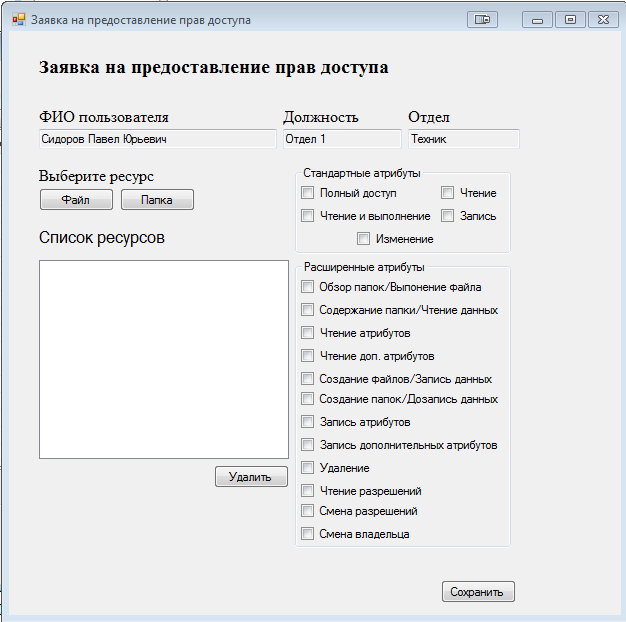 Заявка на предоставление прав доступа
Заявка на предоставление прав доступа
ФИО пользователя Должность Отдел
Сидоров Павел Юрьевич Отдел 1 Техник
Выберите ресурс
Файл Папка
Список ресурсов
Удалить
Стандартные атрибуты
Полный доступ Чтение
Чтение и выполнение Запись
Изменение
Расширенные атрибуты
Обзор папок/Выпонение файла
Содержание папки/Чтение данных
Чтение атрибутов
Чтение доп. атрибутов
Создание файлов/Запись данных
Создание папок/Дозапись данных
Запись атрибутов
Запись дополнительных атрибутов
Удаление
Чтение разрешений
Смена разрешений
Смена владельца
Сохранить